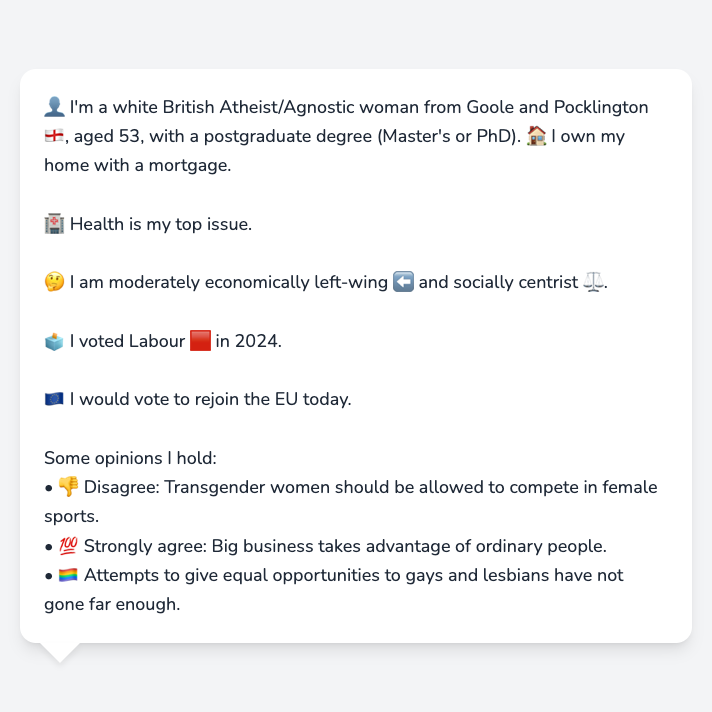 👤 I'm a white British Atheist/Agnostic woman from Goole and Pocklington
🏴󠁧󠁢󠁥󠁮󠁧󠁿, aged 53, with a postgraduate degree (Master's or PhD). 🏠 I own my
home with a mortgage.
🏥 Health is my top issue.
🤔 I am moderately economically left-wing ⬅️ and socially centrist ⚖️.
🗳️ I voted Labour 🟥 in 2024.
🇪🇺 I would vote to rejoin the EU today.
Some opinions I hold:
• 👎 Disagree: Transgender women should be allowed to compete in female
sports.
• 💯 Strongly agree: Big business takes advantage of ordinary people.
• 🏳️‍🌈 Attempts to give equal opportunities to gays and lesbians have not
gone far enough.